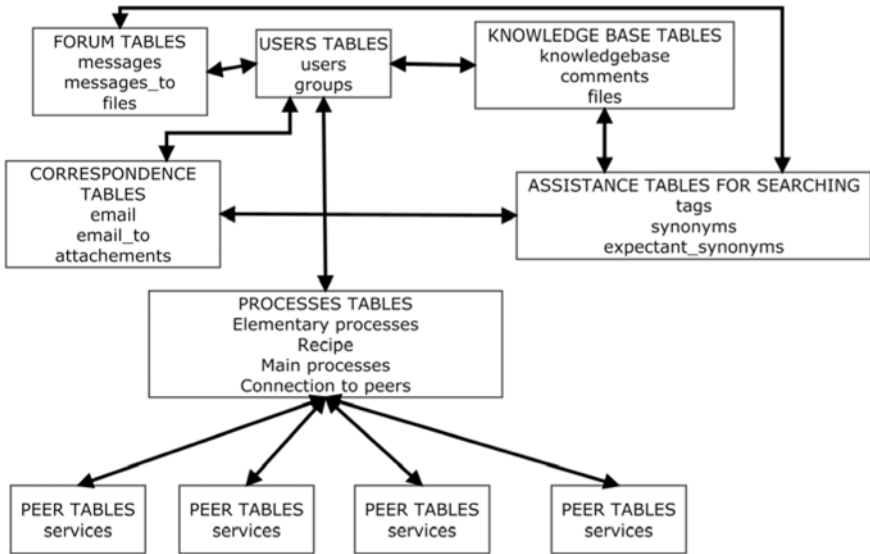 FORUM TABLES
messages
messages_to
files
USERS TABLES
users
groups
KNOWLEDGE BASE TABLES
knowledgebase
comments
files
CORRESPONDENCE
TABLES
email
email_to
attachements
ASSISTANCE TABLES FOR SEARCHING
tags
synonyms
expectant_synonyms
PROCESSES TABLES
Elementary processes
Recipe
Main processes
Connection to peers
PEER TABLES
services
PEER TABLES
services
PEER TABLES
services
PEER TABLES
services